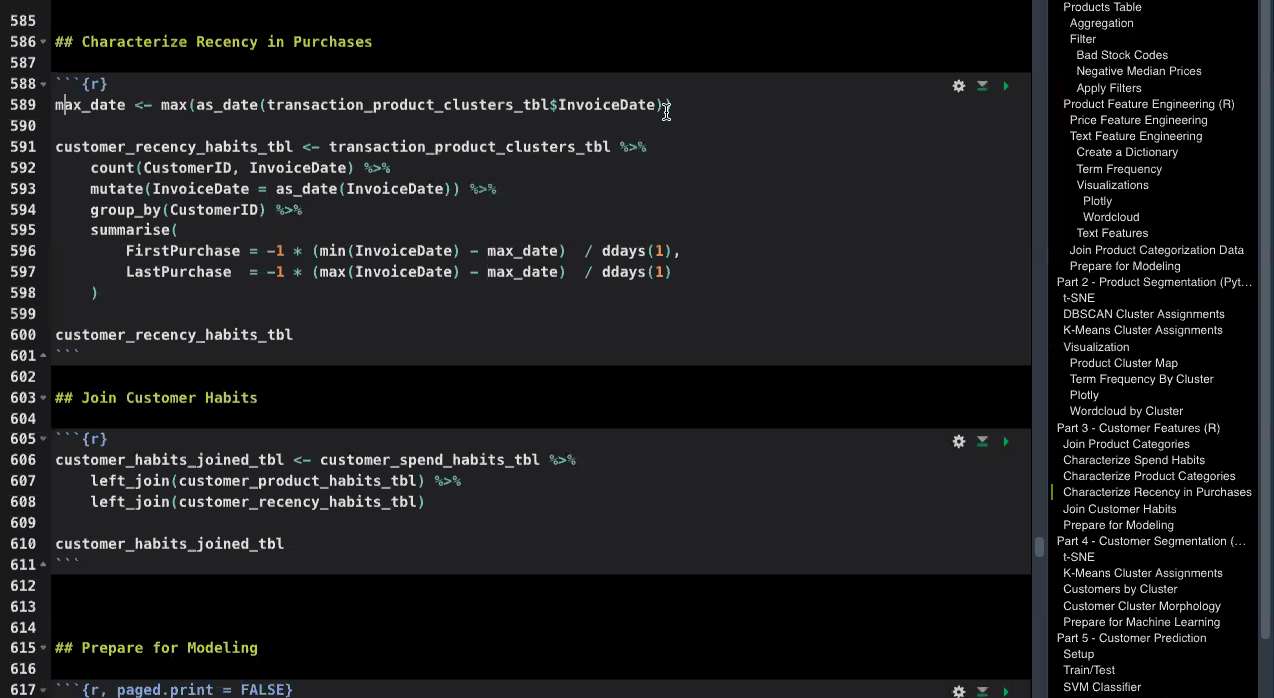 585
586 ## Characterize Recency in Purchases
587
588 ```{r}
589 max_date <- max(as_date(transaction_product_clusters_tbl$InvoiceDate))
590
591 customer_recency_habits_tbl <- transaction_product_clusters_tbl %>%
592 count(CustomerID, InvoiceDate) %>%
593 mutate(InvoiceDate = as_date(InvoiceDate)) %>%
594 group_by(CustomerID) %>%
595 summarise(
596 FirstPurchase = -1 * (min(InvoiceDate) - max_date) / ddays(1),
597 LastPurchase = -1 * (max(InvoiceDate) - max_date) / ddays(1)
598 )
599
600 customer_recency_habits_tbl
601 ```
602
603 ## Join Customer Habits
604
605 ```{r}
606 customer_habits_joined_tbl <- customer_spend_habits_tbl %>%
607 left_join(customer_product_habits_tbl) %>%
608 left_join(customer_recency_habits_tbl)
609
610 customer_habits_joined_tbl
611 ```
612
613
614
615 ## Prepare for Modeling
616
617 ```{r, paged.print = FALSE}
Products Table
Aggregation
Filter
Bad Stock Codes
Negative Median Prices
Apply Filters
Product Feature Engineering (R)
Price Feature Engineering
Text Feature Engineering
Create a Dictionary
Term Frequency
Visualizations
Plotly
Wordcloud
Text Features
Join Product Categorization Data
Prepare for Modeling
Part 2 - Product Segmentation (Pyt...
t-SNE
DBSCAN Cluster Assignments
K-Means Cluster Assignments
Visualization
Product Cluster Map
Term Frequency By Cluster
Plotly
Wordcloud by Cluster
Part 3 - Customer Features (R)
Join Product Categories
Characterize Spend Habits
Characterize Product Categories
Characterize Recency in Purchases
Join Customer Habits
Prepare for Modeling
Part 4 - Customer Segmentation (...
t-SNE
K-Means Cluster Assignments
Customers by Cluster
Customer Cluster Morphology
Prepare for Machine Learning
Part 5 - Customer Prediction
Setup
Train/Test
SVM Classifier